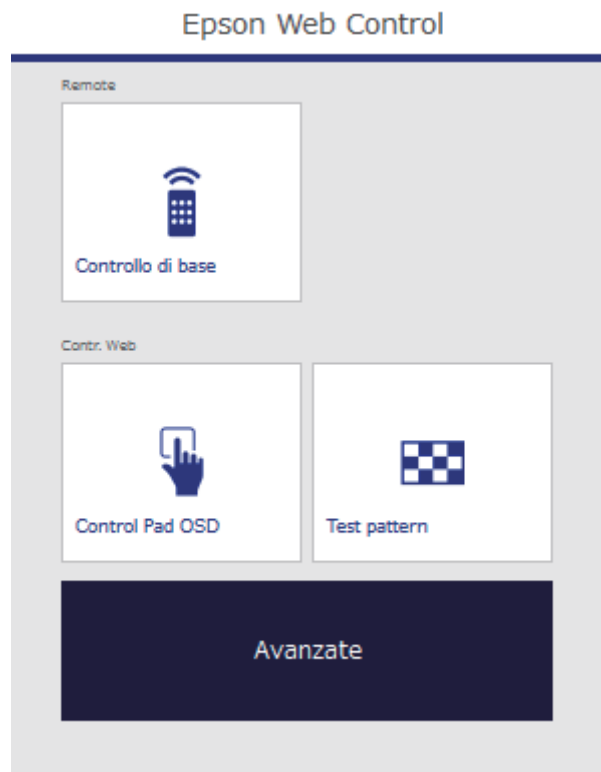 Epson Web Control
Remote
Controllo di base
Contr. Web
Control Pad OSD
Test pattern
Avanzate